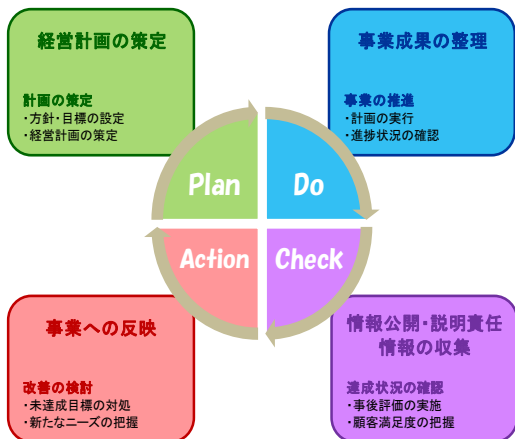 経営計画の策定
計画の策定
・方針・目標の設定
・経営計画の策定
事業成果の整理
事業の推進
・計画の実行
・進捗状況の確認
Plan
Do
Action
Check
事業への反映
改善の検討
・未達成目標の対処
・新たなニーズの把握
情報公開・説明責任
情報の収集
達成状況の確認
・事後評価の実施
・顧客満足度の把握